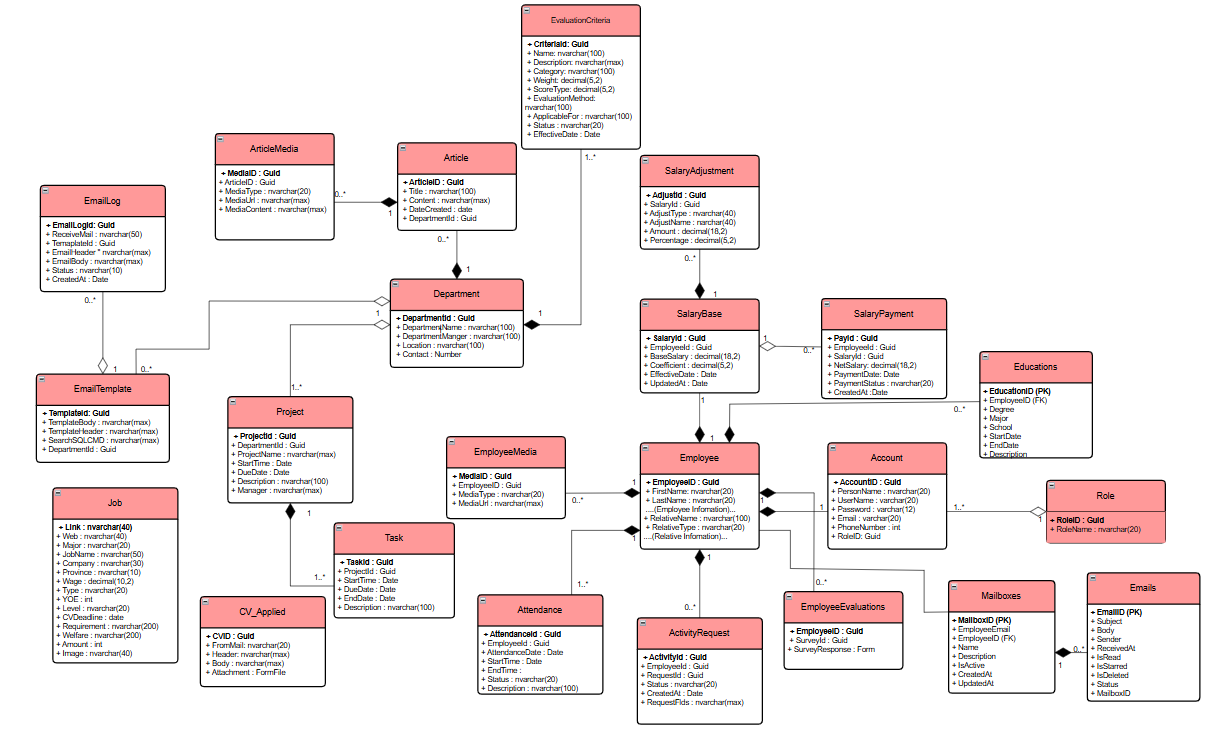 EvaluationCriteria
+ CriteriaId: Guid
+ Name: nvarchar(100)
+ Description: nvarchar(max)
+ Category: nvarchar(100)
+ Weight: decimal(5,2)
+ ScoreType: decimal(5,2)
+ EvaluationMethod:
nvarchar(100)
+ ApplicableFor : nvarchar(100)
+ Status : nvarchar(20)
+ EffectiveDate : Date
1..*
ArticleMedia
+ MediaID : Guid
+ ArticleID : Guid
+ MediaType : nvarchar(20)
+ MediaUrl : nvarchar(max)
+ MediaContent : nvarchar(max)
0..*
1
Article
+ ArticleID : Guid
+ Title : nvarchar(100)
+ Content : nvarchar(max)
+ DateCreated : date
+ DepartmentId : Guid
0..*
1
SalaryAdjustment
+ AdjustId : Guid
+ SalaryId : Guid
+ AdjustType : nvarchar(40)
+ AdjustName : nvarchar(40)
+ Amount : decimal(18,2)
+ Percentage : decimal(5,2)
0..*
1
EmailLog
+ EmailLogid: Guid
+ ReceiveMail : nvarchar(50)
+ TemaplateId : Guid
+ EmailHeader * nvarchar(max)
+ EmailBody : nvarchar(max)
+ Status : nvarchar(10)
+ CreatedAt : Date
0..*
1
0..*
Department
+ DepartmentId : Guid
+ DepartmentName : nvarchar(100)
+ DepartmentManger : nvarchar(100)
+ Location : nvarchar(100)
+ Contact : Number
1
1
SalaryBase
+ SalaryId : Guid
+ EmployeeId : Guid
+ BaseSalary : decimal(18,2)
+ Coefficient : decimal(5,2)
+ EffectiveDate : Date
+ UpdatedAt : Date
1
0..*
1
1
SalaryPayment
+ PayId : Guid
+ EmployeeId : Guid
+ SalaryId : Guid
+ NetSalary: decimal(18,2)
+ PaymentDate: Date
+ PaymentStatus : nvarchar(20)
+ CreatedAt :Date
Educations
+ EducationID (PK)
+ EmployeeID (FK)
+ Degree
+ Major
+ School
+ StartDate
+ EndDate
+ Description
0..*
EmailTemplate
+ TemplateId: Guid
+ TemplateBody : nvarchar(max)
+ TemplateHeader : nvarchar(max)
+ SearchSQLCMD : nvarchar(max)
+ DepartmentId : Guid
1..*
Project
+ ProjectId : Guid
+ DepartmentId : Guid
+ ProjectName : nvarchar(max)
+ StartTime : Date
+ DueDate : Date
+ Description : nvarchar(100)
+ Manager : nvarchar(max)
1
1..*
EmployeeMedia
+ MediaID : Guid
+ EmployeeID : Guid
+ MediaType : nvarchar(20)
+ MediaUrl : nvarchar(max)
0..*
1
Employee
+ EmployeeID : Guid
+ FirstName: nvarchar(20)
+ LastName : nvarchar(20)
....(Employee Infomation)...
+ RelativeName : nvarchar(100)
+ RelativeType : nvarchar(20)
....(Relative Infomation)...
1
1
1
1
Account
+ AccountID : Guid
+ PersonName : nvarchar(20)
+ UserName : varchar(20)
+ Password : varchar(12)
+ Email : varchar(20)
+ PhoneNumber : int
+ RoleID: Guid
1..*
1
Role
+ RoleID : Guid
+ RoleName : nvarchar(20)
Job
+ Link : nvarchar(40)
+ Web : nvarchar(40)
+ Major : nvarchar(20)
+ JobName : nvarchar(50)
+ Company : nvarchar(30)
+ Province : nvarchar(10)
+ Wage : decimal(10,2)
+ Type : nvarchar(20)
+ YOE : int
+ Level : nvarchar(20)
+ CVDeadline : date
+ Requirement : nvarchar(200)
+ Welfare : nvarchar(200)
+ Amount : int
+ Image : nvarchar(40)
Task
+ TaskId : Guid
+ ProjectId : Guid
+ StartTime : Date
+ DueDate : Date
+ EndDate : Date
+ Description : nvarchar(100)
CV_Applied
+ CVID : Guid
+ FromMail : nvarchar(20)
+ Header: nvarchar(max)
+ Body : nvarchar(max)
+ Attachment : FormFile
1..*
Attendance
+ AttendanceId : Guid
+ EmployeeId : Guid
+ AttendanceDate : Date
+ StartTime : Date
+ EndTime :
+ Status : nvarchar(20)
+ Description : nvarchar(100)
0..*
ActivityRequest
+ ActivityId : Guid
+ EmployeeId : Guid
+ RequestId : Guid
+ Status : nvarchar(20)
+ CreatedAt : Date
+ RequestFlds : nvarchar(max)
0..*
EmployeeEvaluations
+ EmployeeID : Guid
+ SurveyId : Guid
+ SurveyResponse : Form
Mailboxes
+ MailboxID (PK)
+ EmployeeEmail
+ EmployeeID (FK)
+ Name
+ Description
+ IsActive
+ CreatedAt
+ UpdatedAt
1
0..*
Emails
+ EmailID (PK)
+ Subject
+ Body
+ Sender
+ ReceivedAt
+ IsRead
+ IsStarred
+ IsDeleted
+ Status
+ MailboxID